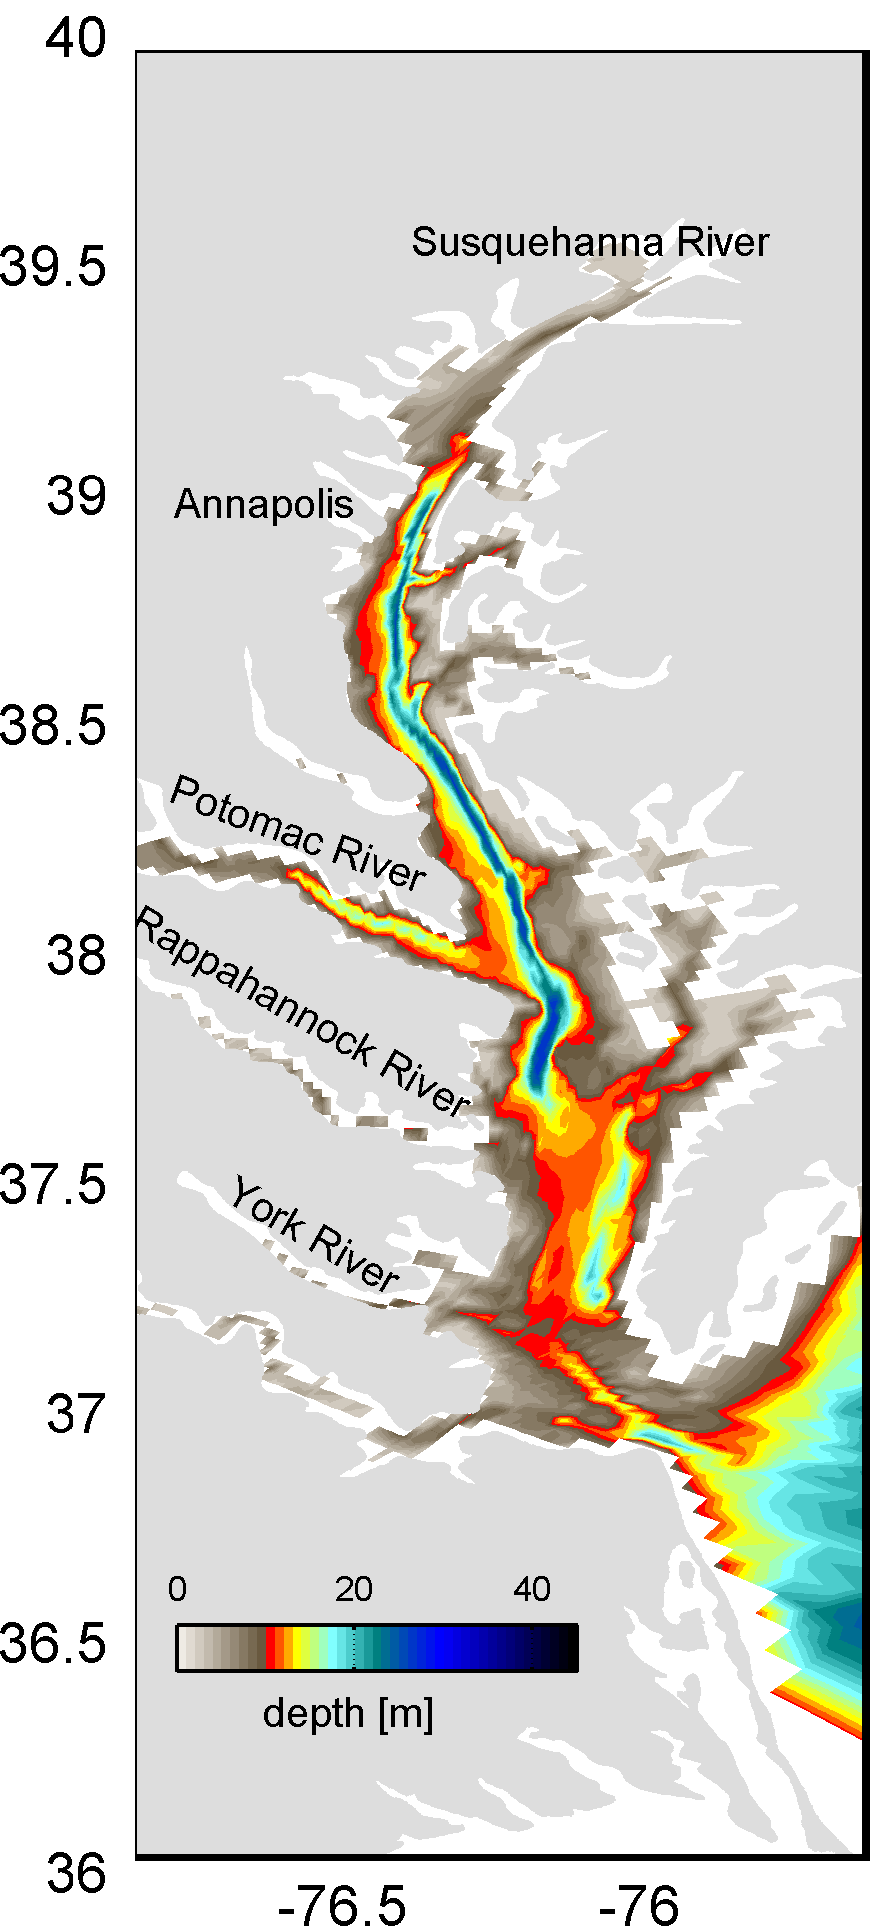 40
Susquehanna River
39.5
39
Annapolis
38.5
Potomac River
Rappahannock River
38
37.5
York River
37
0 20 40
36.5
depth [m]
36
-76.5 -76